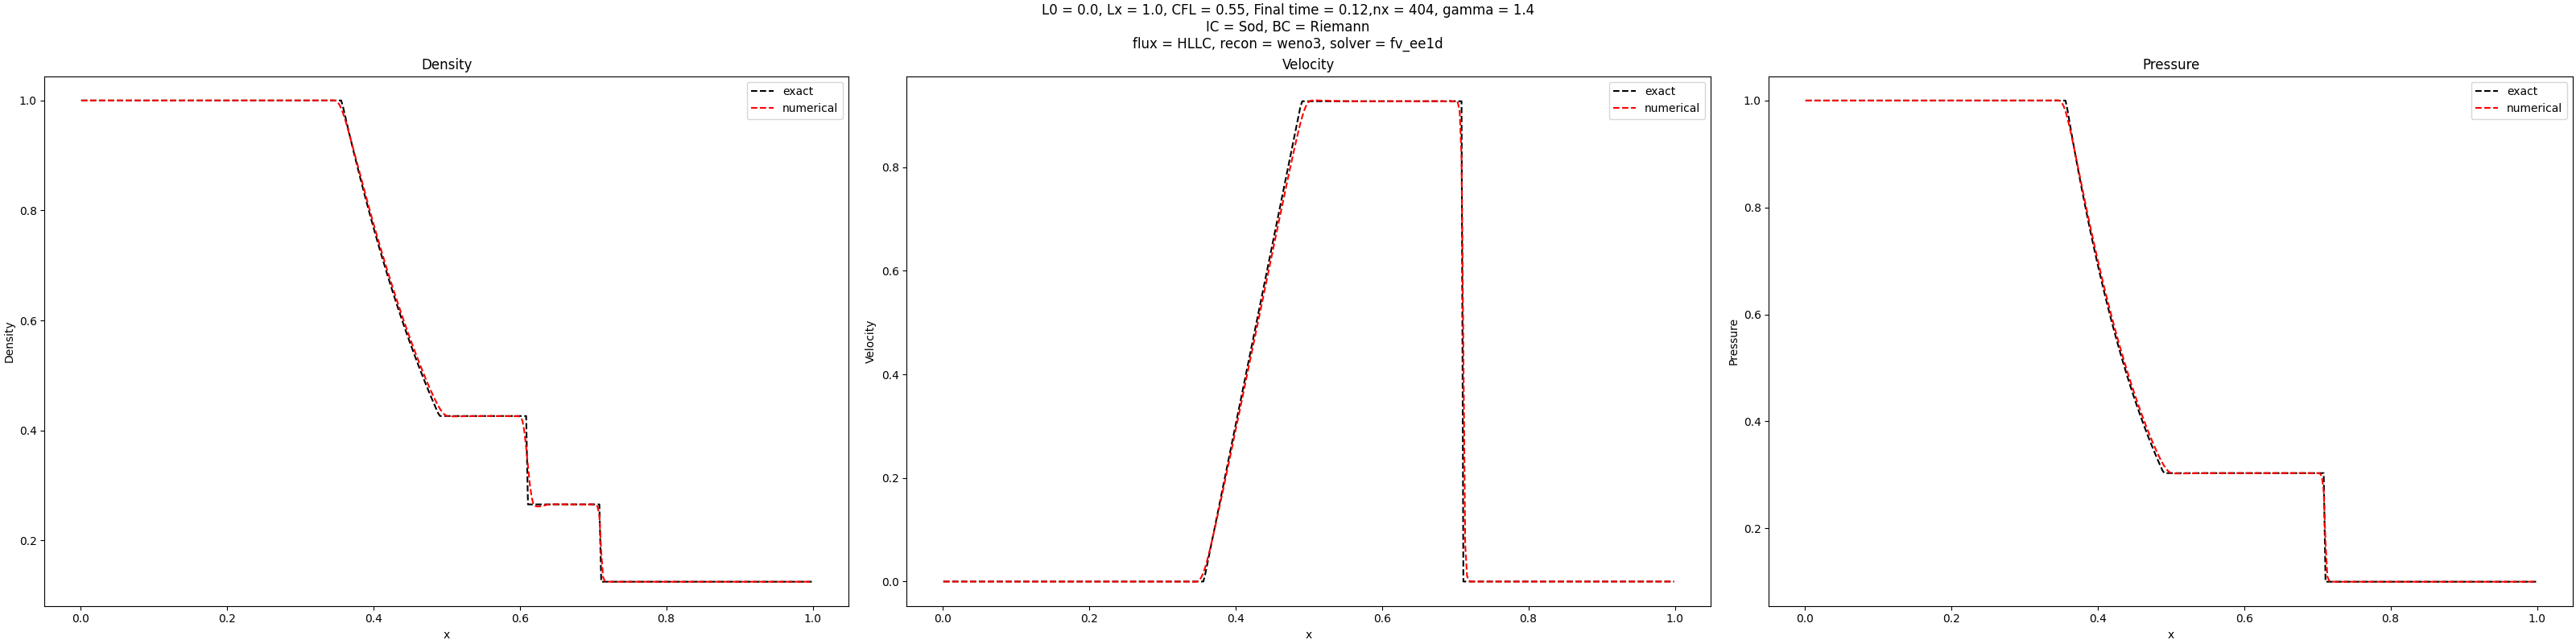 L0 = 0.0, Lx = 1.0, CFL = 0.55, Final time = 0.12,nx = 404, gamma = 1.4
IC = Sod, BC = Riemann
flux = HLLC, recon = weno3, solver = fv_ee1d
Density
exact
numerical
1.0
0.8
0.6
0.4
0.2
Density
0.0
0.2
0.4
0.6
0.8
1.0
x
Velocity
exact
numerical
0.8
0.6
0.4
0.2
0.0
Velocity
0.0
0.2
0.4
0.6
0.8
1.0
x
Pressure
exact
numerical
1.0
0.8
0.6
0.4
0.2
Pressure
0.0
0.2
0.4
0.6
0.8
1.0
x